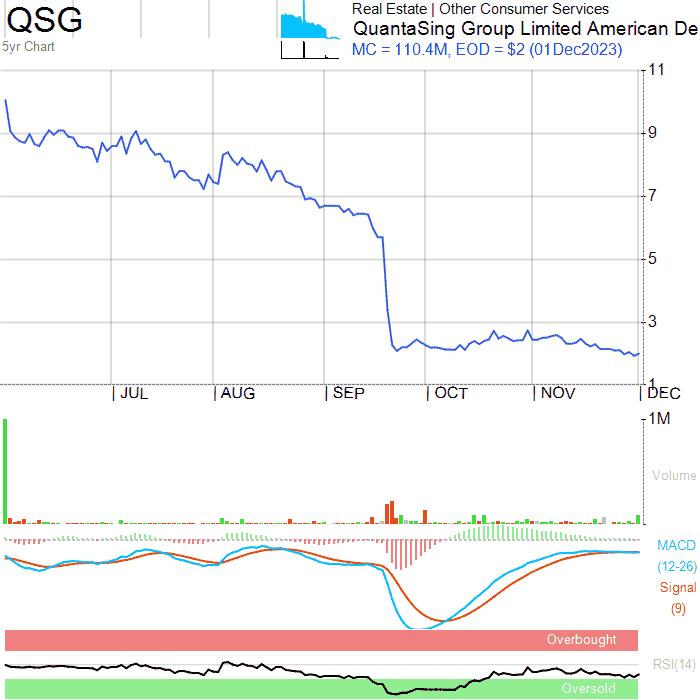 QSG
Real Estate | Other Consumer Services
QuantaSing Group Limited American De
5yr Chart
MC = 110.4M, EOD = $2 (01Dec2023)
11
9
7
5
3
1
JUL AUG SEP OCT NOV DEC
1M
Volume
MACD
(12-26)
Signal
(9)
Overbought
RSI(14)
Oversold